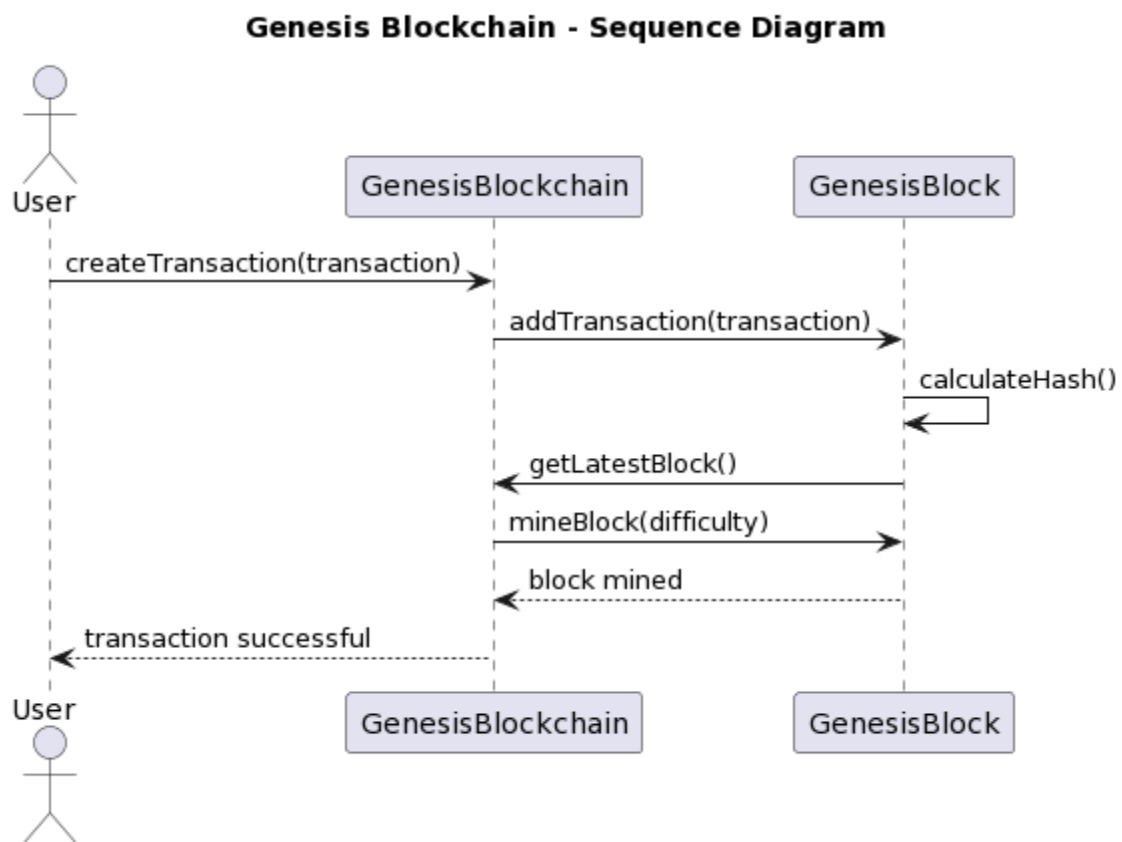 Genesis Blockchain - Sequence Diagram
User
GenesisBlockchain
GenesisBlock
createTransaction(transaction)
addTransaction(transaction)
calculateHash()
getLatestBlock()
mineBlock(difficulty)
block mined
transaction successful
User
GenesisBlockchain
GenesisBlock